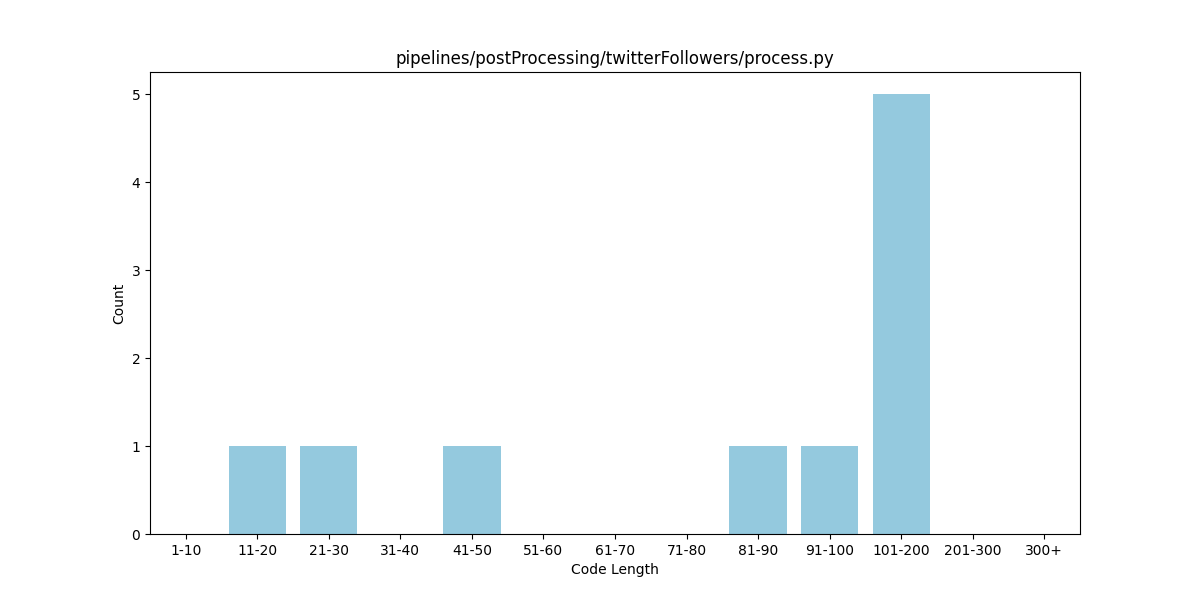 pipelines/postProcessing/twitterFollowers/process.py
Count
5
4
3
2
1
0
1-10 11-20 21-30 31-40 41-50 51-60 61-70 71-80 81-90 91-100 101-200 201-300 300+
Code Length